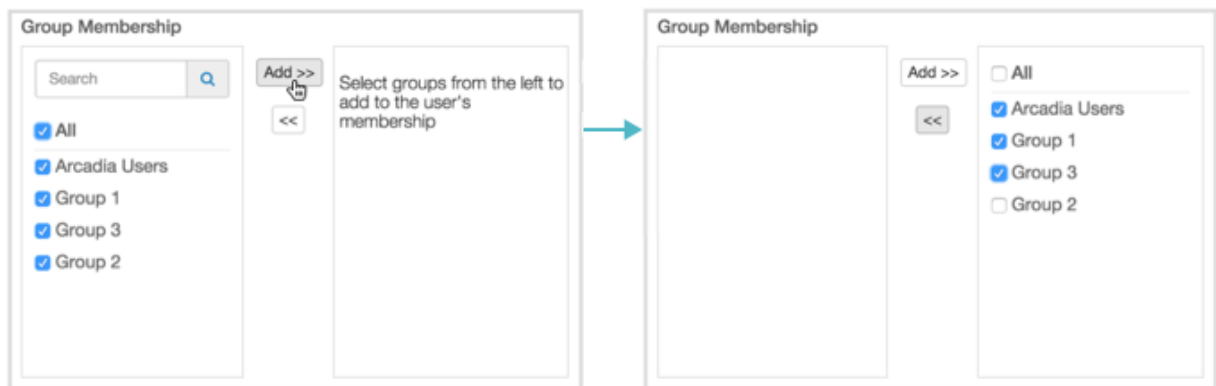 Group Membership
Search
All
Arcadia Users
Group 1
Group 3
Group 2
Add >>
<<
Select groups from the left to
add to the user's
membership
Group Membership
Add >>
<<
All
Arcadia Users
Group 1
Group 3
Group 2